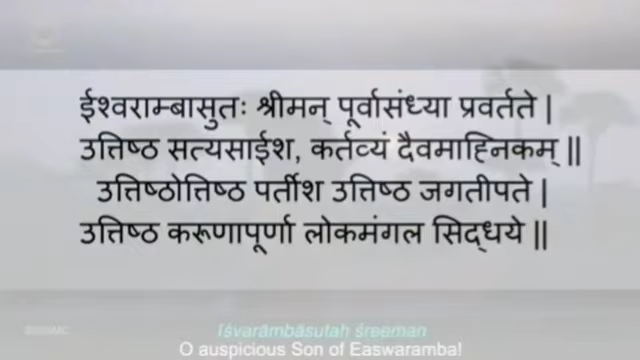 ईश्वराम्बासुतः श्रीमन् पूर्वासंध्या प्रवर्तते |
उत्तिष्ठ सत्यसाईश, कर्तव्यं दैवमाह्निकम् ||
उत्तिष्ठोत्तिष्ठ पर्तीश उत्तिष्ठ जगतीपते |
उत्तिष्ठ करूणापूर्णा लोकमंगल सिद्धये ||
Iśvarāmbāsutah śreeman
O auspicious Son of Easwaramba!